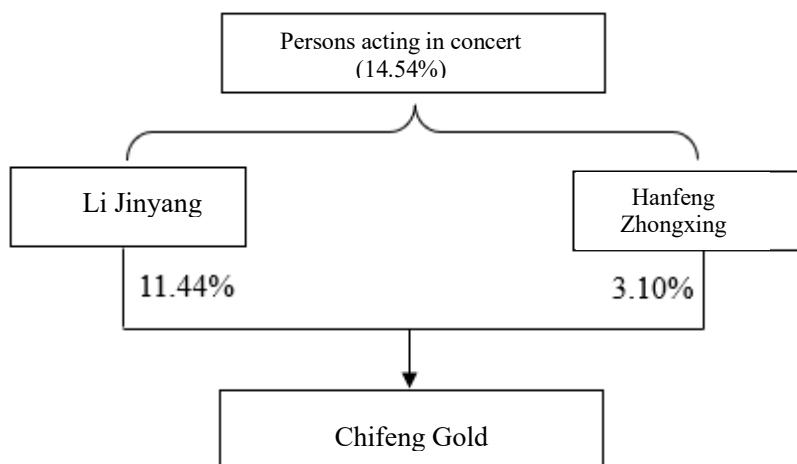 Persons acting in concert
(14.54%)
Li Jinyang
Hanfeng
Zhongxing
11.44%
3.10%
Chifeng Gold